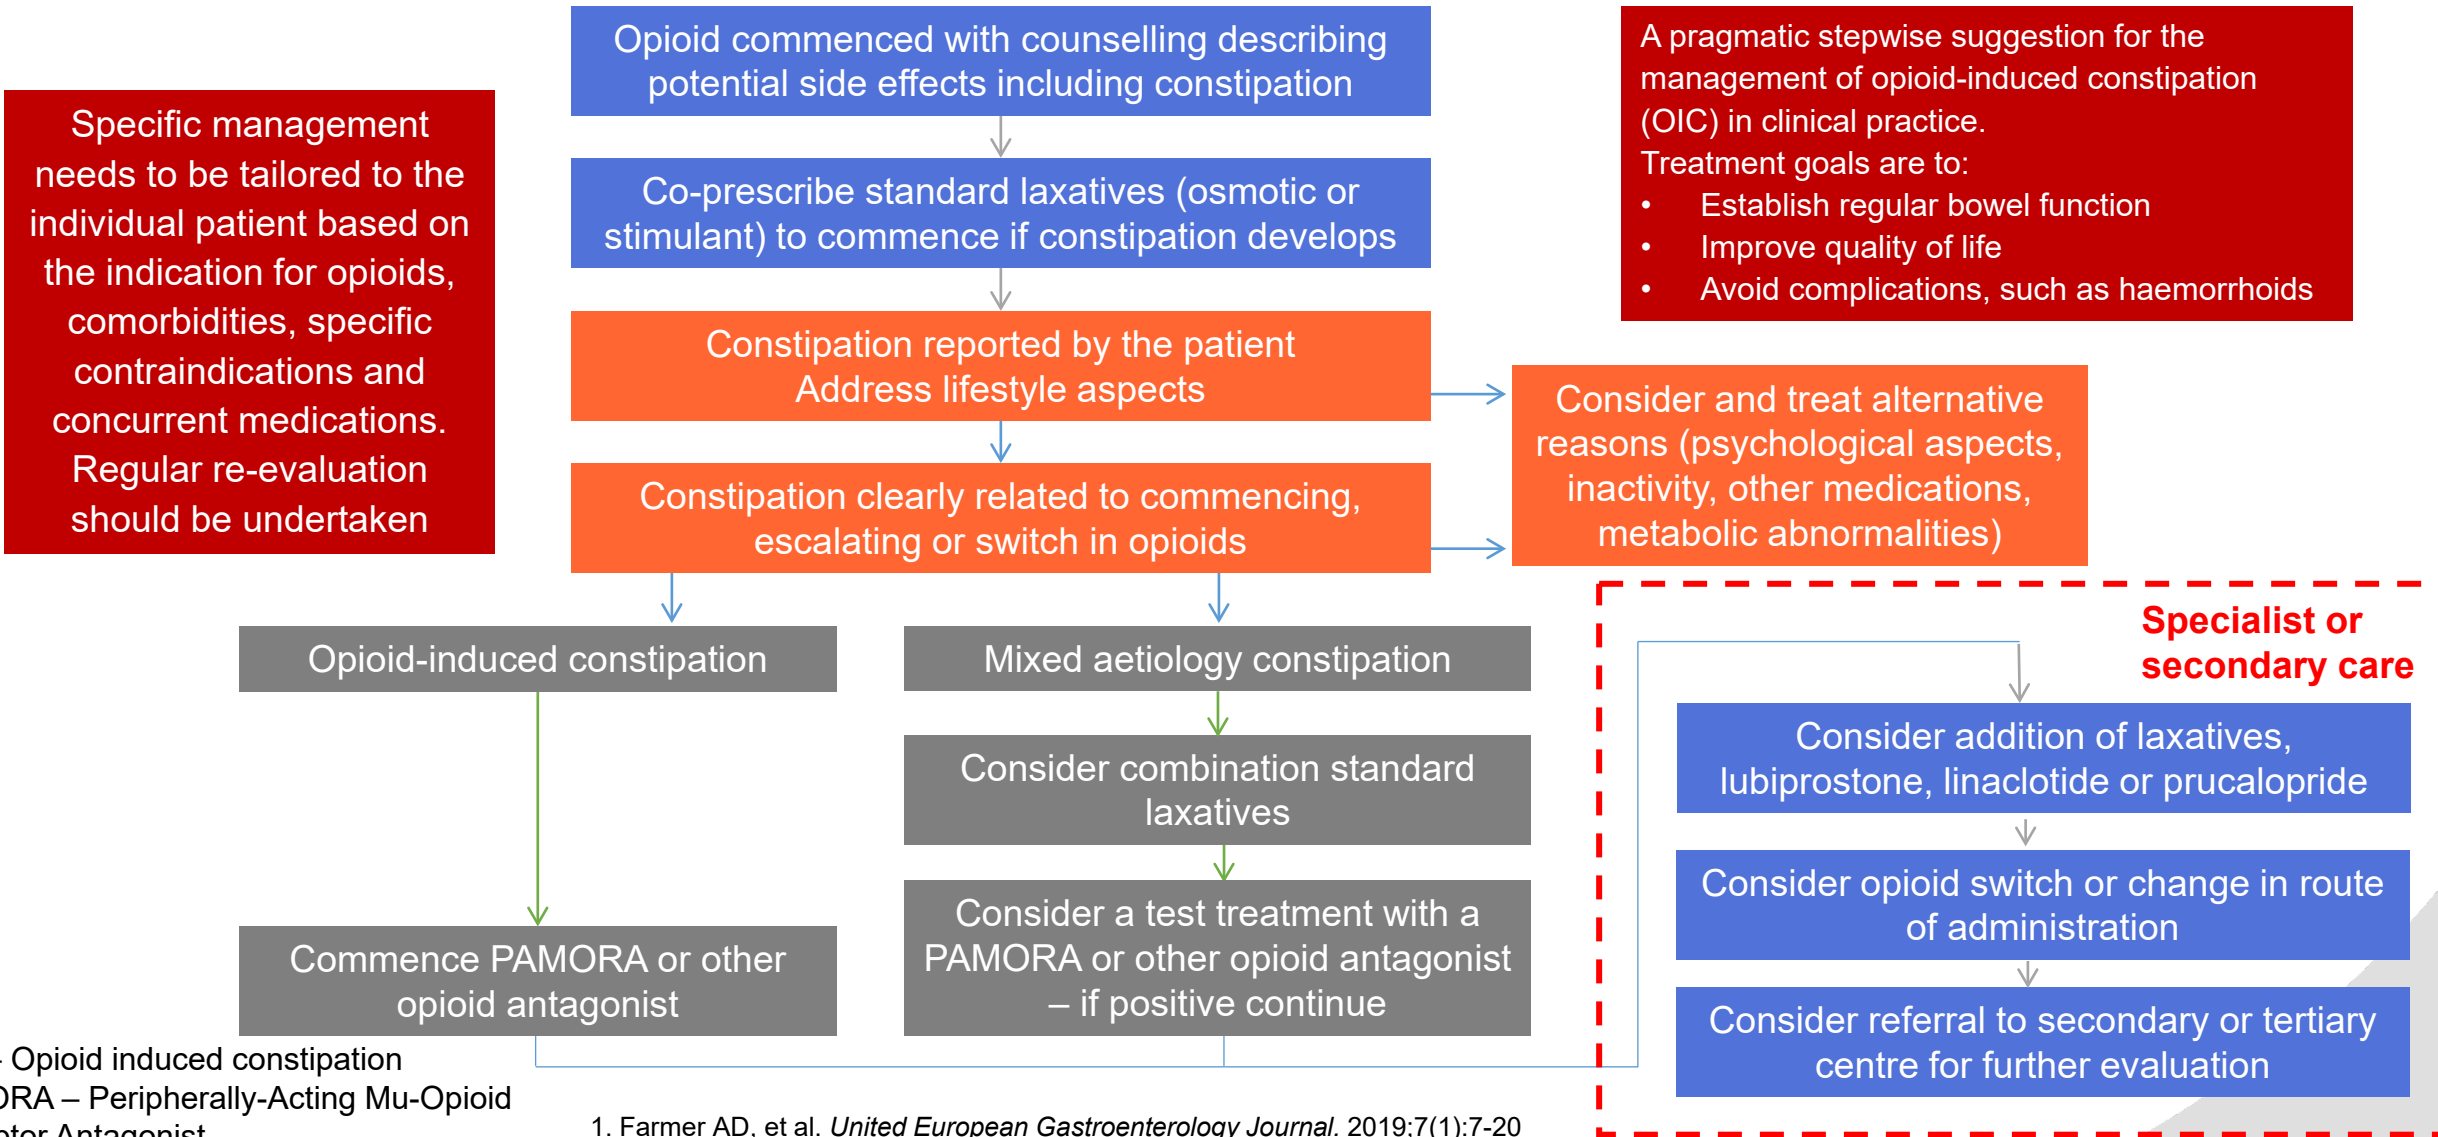 Opioid commenced with counselling describing
potential side effects including constipation
A pragmatic stepwise suggestion for the
management of opioid-induced constipation
(OIC) in clinical practice.
Treatment goals are to:
• Establish regular bowel function
• Improve quality of life
• Avoid complications, such as haemorrhoids
Specific management
needs to be tailored to the
individual patient based on
the indication for opioids,
comorbidities, specific
contraindications and
concurrent medications.
Regular re-evaluation
should be undertaken
Co-prescribe standard laxatives (osmotic or
stimulant) to commence if constipation develops
Constipation reported by the patient
Address lifestyle aspects
Consider and treat alternative
reasons (psychological aspects,
inactivity, other medications,
metabolic abnormalities)
Constipation clearly related to commencing,
escalating or switch in opioids
Opioid-induced constipation
Commence PAMORA or other
opioid antagonist
Mixed aetiology constipation
Consider combination standard
laxatives
Consider a test treatment with a
PAMORA or other opioid antagonist
– if positive continue
Specialist or
secondary care
Consider addition of laxatives,
lubiprostone, linaclotide or prucalopride
Consider opioid switch or change in route
of administration
Consider referral to secondary or tertiary
centre for further evaluation
- Opioid induced constipation
ORA – Peripherally-Acting Mu-Opioid
Antagonist
1. Farmer AD, et al. United European Gastroenterology Journal. 2019;7(1):7-20